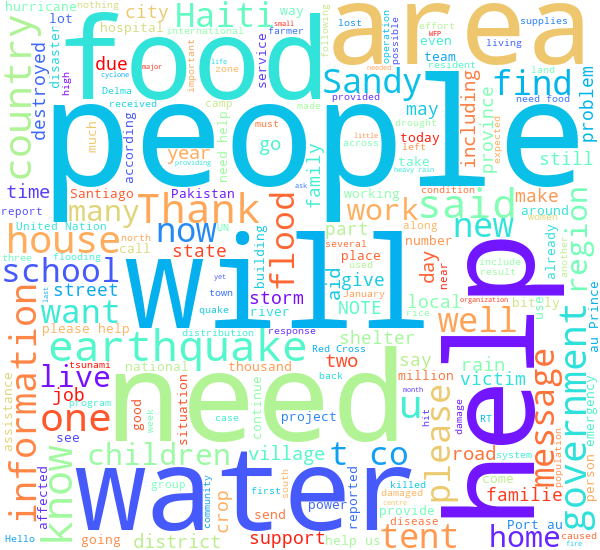 hurricane
nothing
lot
disaster
country
destroyed
high
zone
due
according
much
many
year
time
report
United Nation
three
flooding
house
school
street
want
last
please help
information
assistance
know
affected
Hello
going
city
hospital
Haiti
international
cyclone
Delma
received
camp
way
important
small
farmer
following
service
need help
food
people
area
major
life
made
must
across
go
family
Thank
Santiago
call
north
now
state
Pakistan
UN
building
storm
river
yet
town
quake
earthquake
live
job
see
one
program
week
good
national
distribution
response
thousand
situation
children
district
group
community
case
village
project
support
crop
send
disease
water
will
need
help
lost
WFP
effort
even
operation
possible
team
supplies
living
resident
needed
provided
drought
little
providing
ask
heavy rain
Sandy
may
today
left
take
find
including
province
problem
land
need food
expected
still
condition
women
work
working
flood
part
several
place
used
January
give
aid
NOTE
Red Cross
shelter
back
two
continue
power
first
south
reported
killed
damaged
provide
help us
t co
million
say
local
day
along
number
said
near
new
make
around
already
another
region
include
result
bitly
use
au Prince
well
rain
victim
organization
rice
month
hit
damage
RT
system
please
message
government
road
familie
come
population
person
emergency
tent
u
home
Port au
caused
centre
fire
tsunami